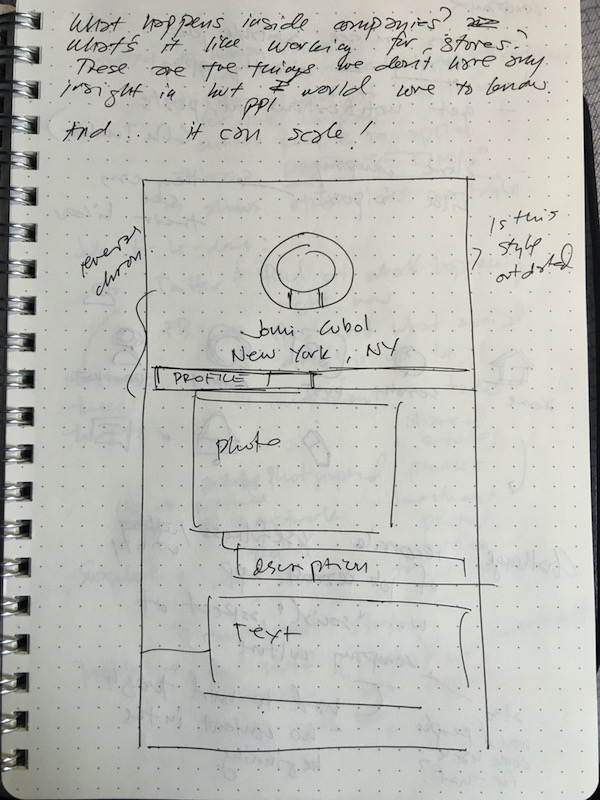 What happens inside companies?
What's it like working for stores?
These are the things we don't have any
insight in but I would love to know.
ppl
And... it can scale!
reverse
chron
Is this
style
outdated
Jomi Cubol
New York, NY
PROFILE
photo
Description
Text